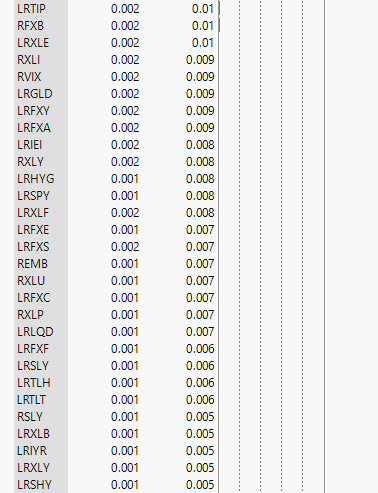 LRTIP 0.002 0.01
RFXB 0.002 0.01
LRXLE 0.002 0.01
RXLI 0.002 0.009
RVIX 0.002 0.009
LRGLD 0.002 0.009
LRFXY 0.002 0.009
LRFXA 0.002 0.009
LRIEI 0.002 0.008
RXLY 0.002 0.008
LRHYG 0.001 0.008
LRSPY 0.001 0.008
LRXLF 0.002 0.008
LRFXE 0.001 0.007
LRFXS 0.002 0.007
REMB 0.001 0.007
RXLU 0.001 0.007
LRFXC 0.001 0.007
RXLP 0.001 0.007
LRLQD 0.001 0.007
LRFXF 0.001 0.006
LRSLY 0.001 0.006
LRTLH 0.001 0.006
LRTLT 0.001 0.006
RSLY 0.001 0.005
LRXLB 0.001 0.005
LRIYR 0.001 0.005
LRXLY 0.001 0.005
LRSHY 0.001 0.005